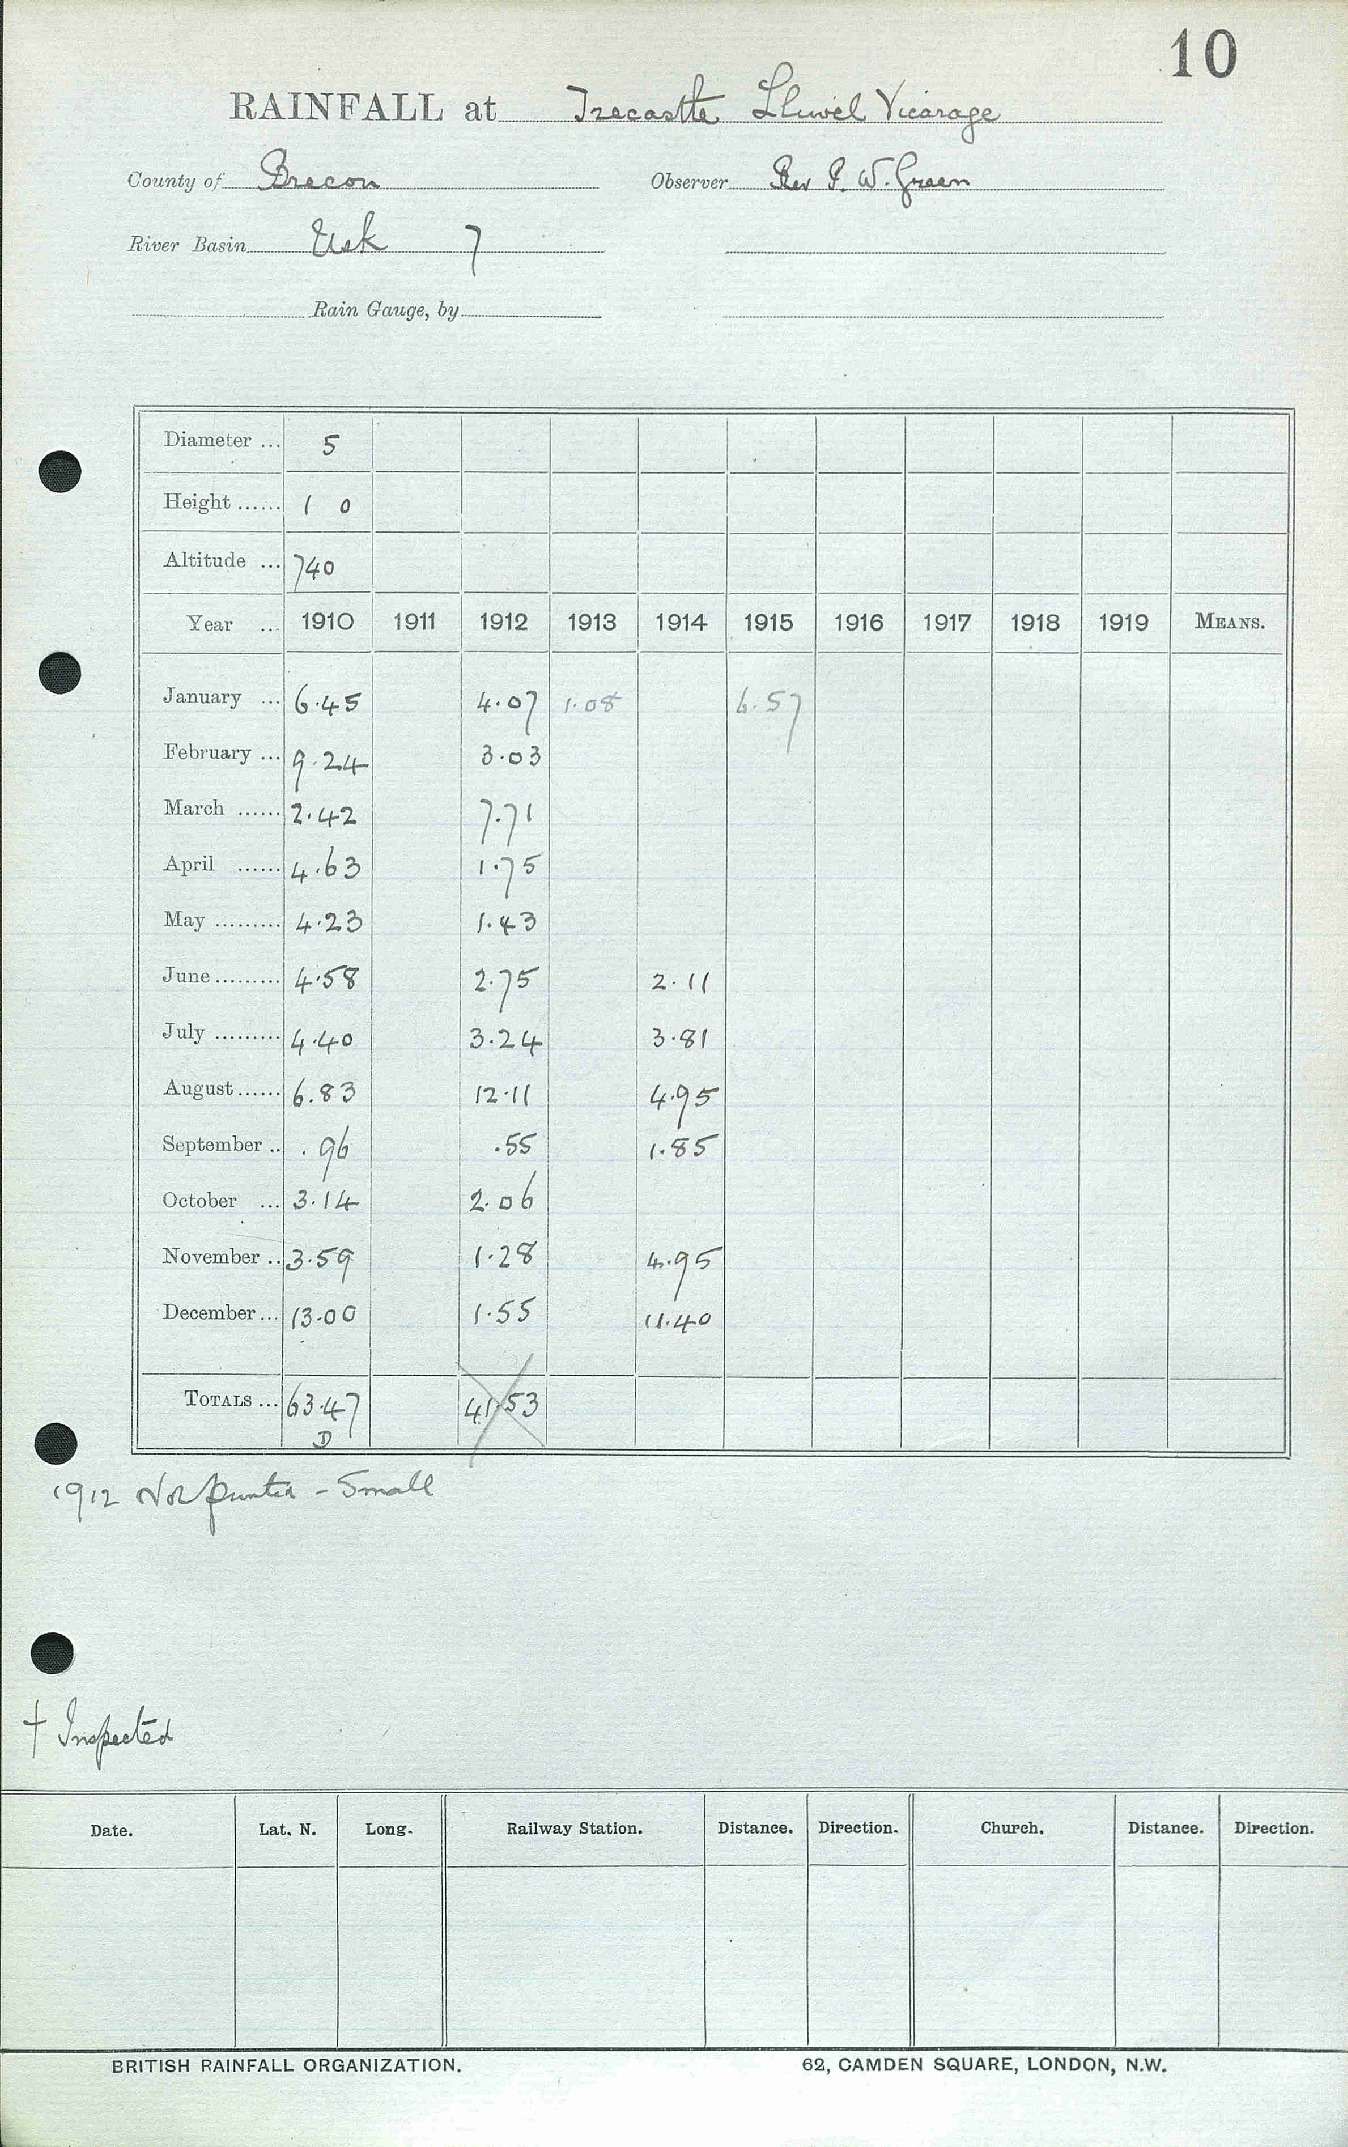 10
RAINFALL at Trecastle Llywel Vicarage
County of Brecon Observer Rev P. W. Green
River Basin Usk 7
Rain Gauge, by
Diameter ... 5
Height ...... 1 0
Altitude ... 740
Year ... 1910 1911 1912 1913 1914 1915 1916 1917 1918 1919 MEANS.
January ... 6.45 4.07 1.08 6.57
February ... 9.24 3.03
March ...... 2.42 7.71
April ...... 4.63 1.75
May ......... 4.23 1.43
June ......... 4.58 2.75 2.11
July ......... 4.40 3.24 3.81
August ...... 6.83 12.11 4.95
September .. .96 .55 1.85
October ... 3.14 2.06
November .. 3.59 1.28 4.95
December ... 13.00 1.55 11.40
TOTALS ... 63.47 41.53
D
1912 Not printed - Small
† Inspected
Date. Lat. N. Long. Railway Station. Distance. Direction. Church. Distance. Direction.
BRITISH RAINFALL ORGANIZATION. 62, CAMDEN SQUARE, LONDON, N.W.